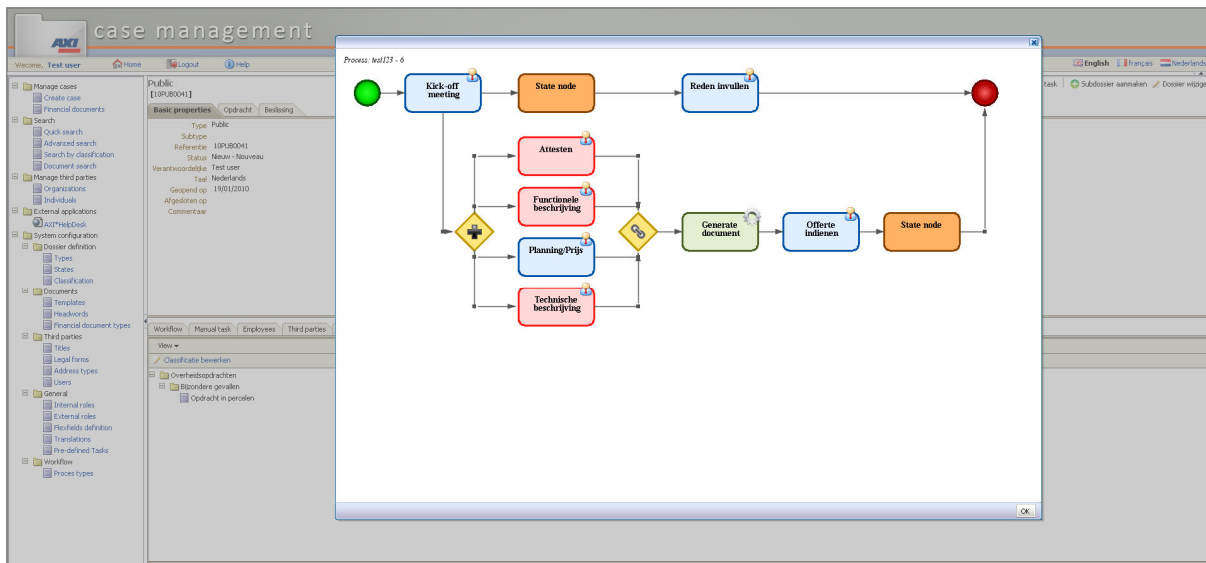 AXI case management
Welcome, Test user Home Logout Help English français Nederlands
Manage cases
Create case
Financial documents
Search
Quick search
Advanced search
Search by classification
Document search
Manage third parties
Organizations
Individuals
External applications
AXI*HelpDesk
System configuration
Dossier definition
Types
States
Classification
Documents
Templates
Headwords
Financial document types
Third parties
Titles
Legal forms
Address types
Users
General
Internal roles
External roles
Flexfields definition
Translations
Pre-defined Tasks
Workflow
Proces types
Public
[10PUB0041]
task Subdossier aanmaken Dossier wijzige
Basic properties Opdracht Beslissing
Type Public
Subtype
Referentie 10PUB0041
Status Nieuw - Nouveau
Verantwoordelijke Test user
Taal Nederlands
Geopend op 19/01/2010
Afgesloten op
Commentaar
Workflow Manual task Employees Third parties
View
Classificatie bewerken
Overheidsopdrachten
Bijzondere gevallen
Opdracht in percelen
Process: test123 - 6
Kick-off
meeting
State node
Reden invullen
Attesten
Functionele
beschrijving
Planning/Prijs
Technische
beschrijving
Generate
document
Offerte
indienen
State node
OK